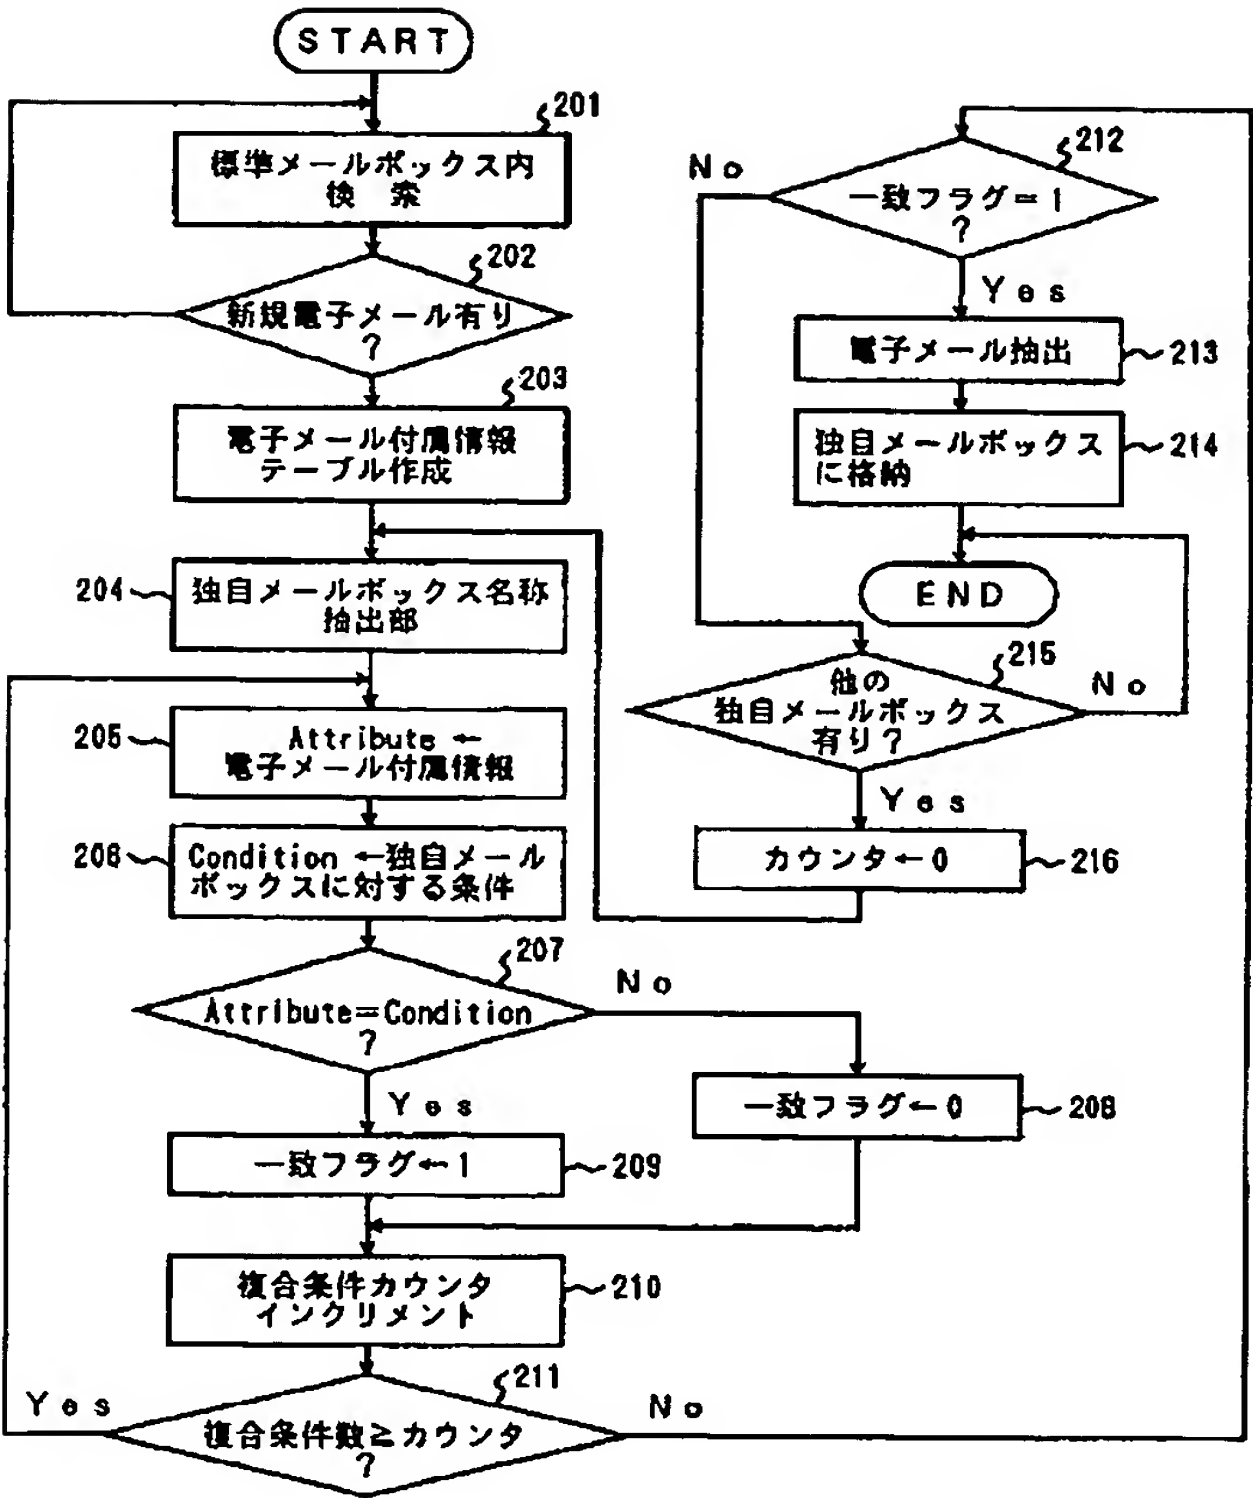 START
201
標準メールボックス内
検 索
202
新規電子メール有り
?
203
電子メール付属情報
テーブル作成
204
独自メールボックス名称
抽出部
205
Attribute ←
電子メール付属情報
206
Condition ←独自メール
ボックスに対する条件
207
Attribute=Condition
?
No
Yes
一致フラグ←0
208
一致フラグ←1
209
複合条件カウンタ
インクリメント
210
211
複合条件数≧カウンタ
?
Yes
No
212
一致フラグ=1
?
No
Yes
電子メール抽出
213
独自メールボックス
に格納
214
END
215
他の
独自メールボックス
有り?
No
Yes
カウンタ←0
216